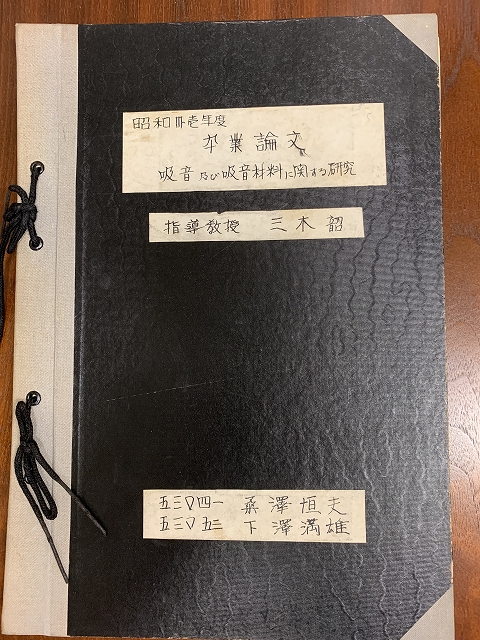 昭和卅壱年度
卒業論文
吸音及び吸音材料に関する研究
指導教授 三木韶
五三〇四一 桒澤恒夫
五三〇五三 下澤満雄